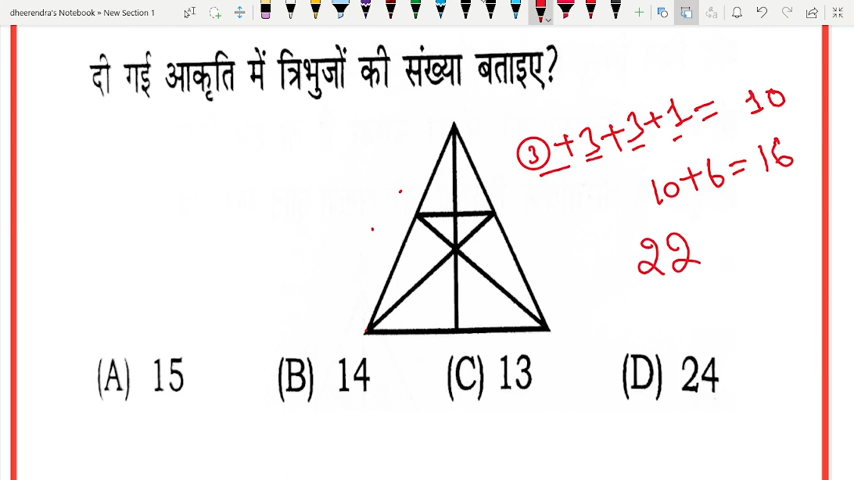 dheerendra's Notebook » New Section 1
दी गई आकृति में त्रिभुजों की संख्या बताइए?
3+3+3+1=10
10+6=16
22
(A) 15 (B) 14 (C) 13 (D) 24